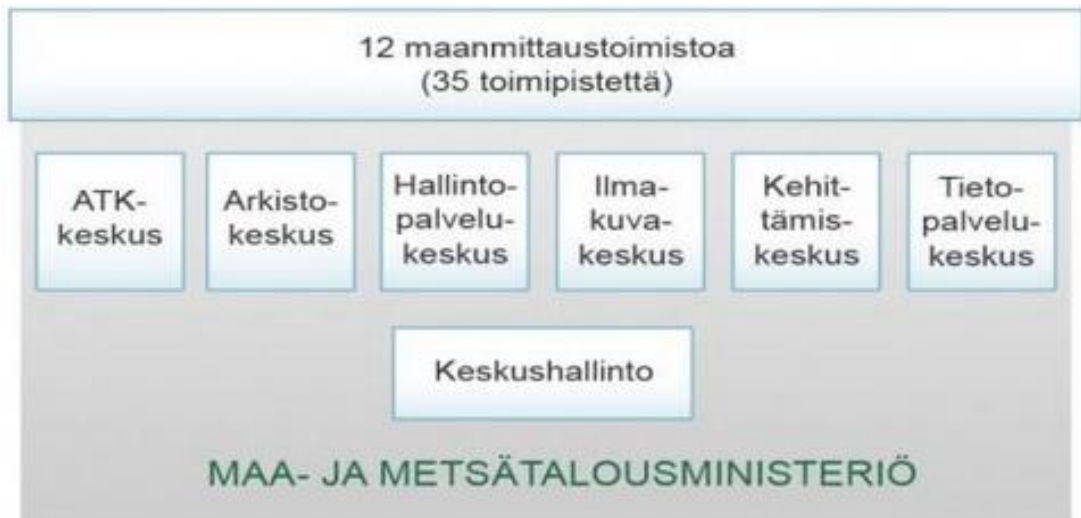 12 maanmittaustoimistoa
(35 toimipistettä)
ATK-
keskus
Arkisto-
keskus
Hallinto-
palvelu-
keskus
Ilma-
kuva-
keskus
Kehit-
tämis-
keskus
Tieto-
palvelu-
keskus
Keskushallinto
MAA- JA METSÄTALOUSMINISTERIÖ